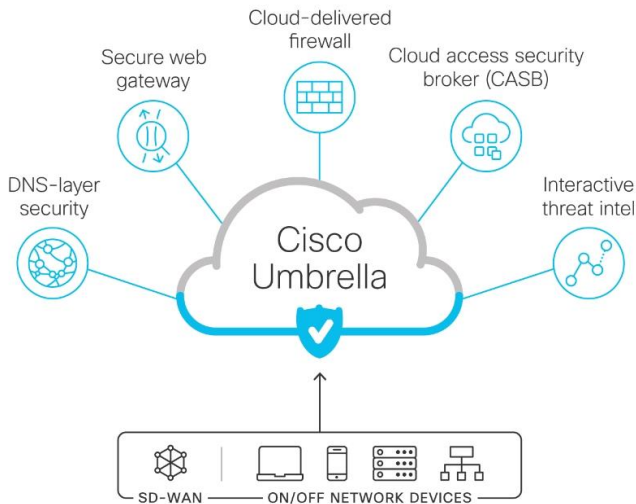 Cloud-delivered
firewall
Secure web
gateway
Cloud access security
broker (CASB)
DNS-layer
security
Interactive
threat intel
Cisco
Umbrella
SD-WAN
ON/OFF NETWORK DEVICES